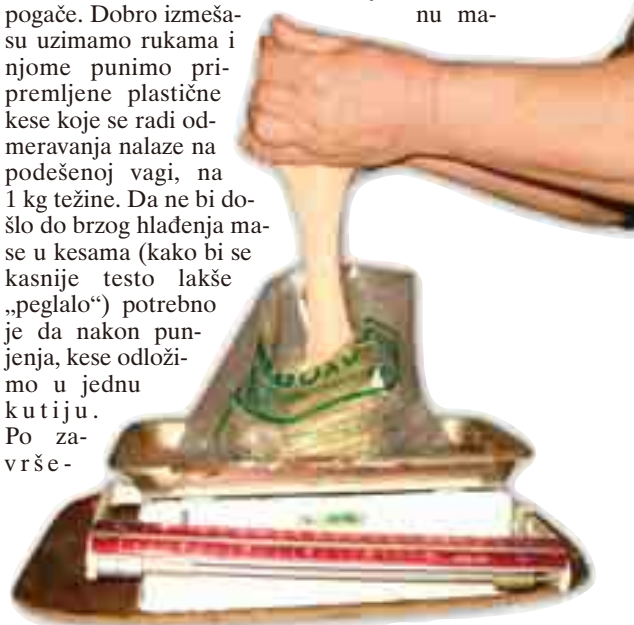 pogače. Dobro izmeša- nu ma-
su uzimamo rukama i
njome punimo pri-
premljene plastične
kese koje se radi od-
meravanja nalaze na
podešenoj vagi, na
1 kg težine. Da ne bi do-
šlo do brzog hlađenja ma-
se u kesama (kako bi se
kasnije testo lakše
„peglalo“) potrebno
je da nakon pun-
jenja, kese odloži-
mo u jednu
kutiju.
Po za-
vrše-